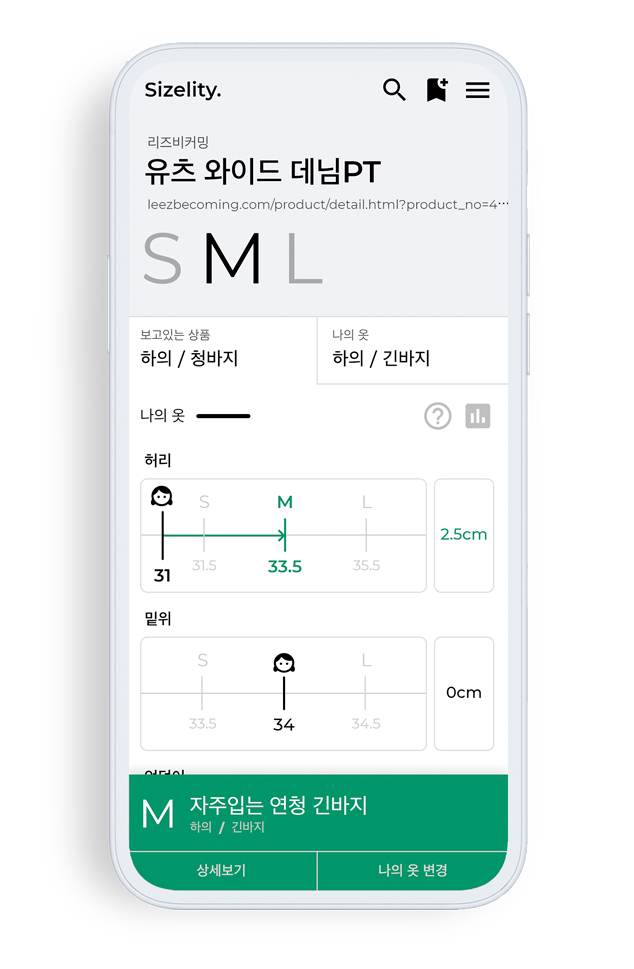 Sizelity.
리즈비커밍
유츠 와이드 데님PT
leezbecoming.com/product/detail.html?product_no=4···
S M L
보고있는 상품
하의 / 청바지
나의 옷
하의 / 긴바지
나의 옷
허리
S M L
31 31.5 33.5 35.5
2.5cm
밑위
S L
33.5 34 34.5
0cm
엉덩이
M
자주입는 연청 긴바지
하의 / 긴바지
상세보기
나의 옷 변경